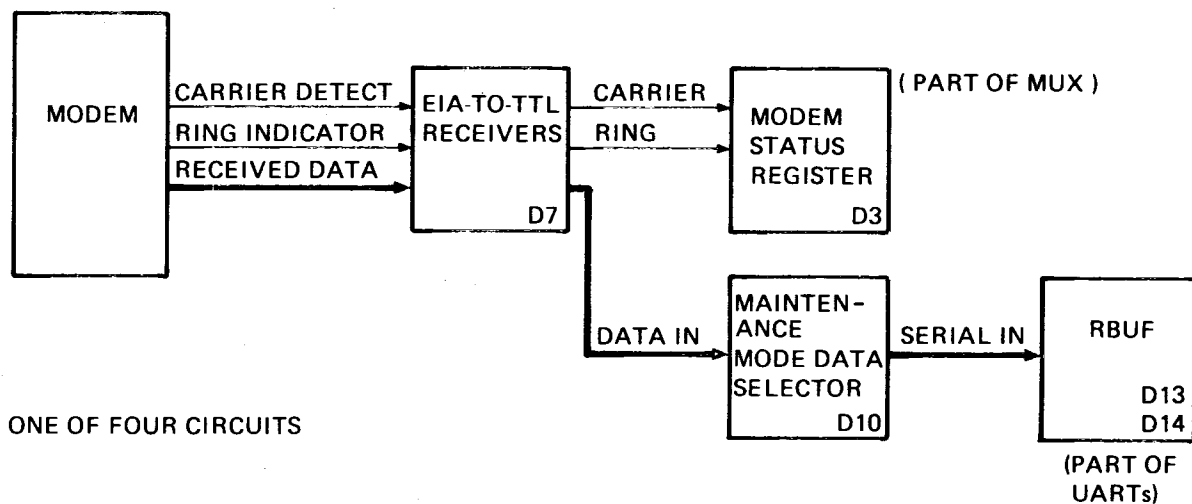 MODEM
CARRIER DETECT
RING INDICATOR
RECEIVED DATA
EIA-TO-TTL
RECEIVERS
D7
CARRIER
RING
MODEM
STATUS
REGISTER
D3
( PART OF MUX )
DATA IN
MAINTEN-
ANCE
MODE DATA
SELECTOR
D10
SERIAL IN
RBUF
D13
D14
(PART OF
UARTs)
ONE OF FOUR CIRCUITS